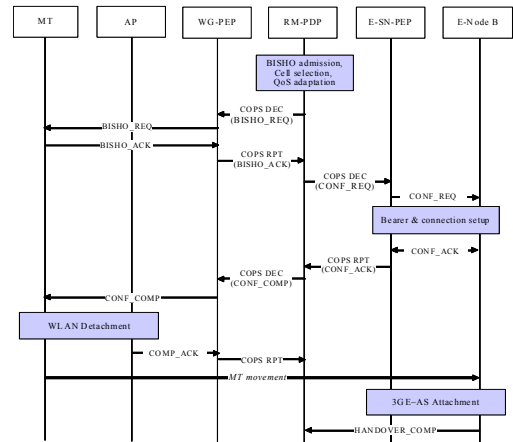 MT
AP
WG-PEP
RM-PDP
E-SN-PEP
E-Node B
BISHO admission,
Cell selection,
QoS adaptation
COPS DEC
(BISHO_REQ)
BISHO_REQ
BISHO_ACK
COPS RPT
(BISHO_ACK)
COPS DEC
(CONF_REQ)
CONF_REQ
Bearer & connection setup
CONF_ACK
COPS RPT
(CONF_ACK)
COPS DEC
(CONF_COMP)
CONF_COMP
WLAN Detachment
COMP_ACK
COPS RPT
MT movement
3GE-AS Attachment
HANDOVER_COMP